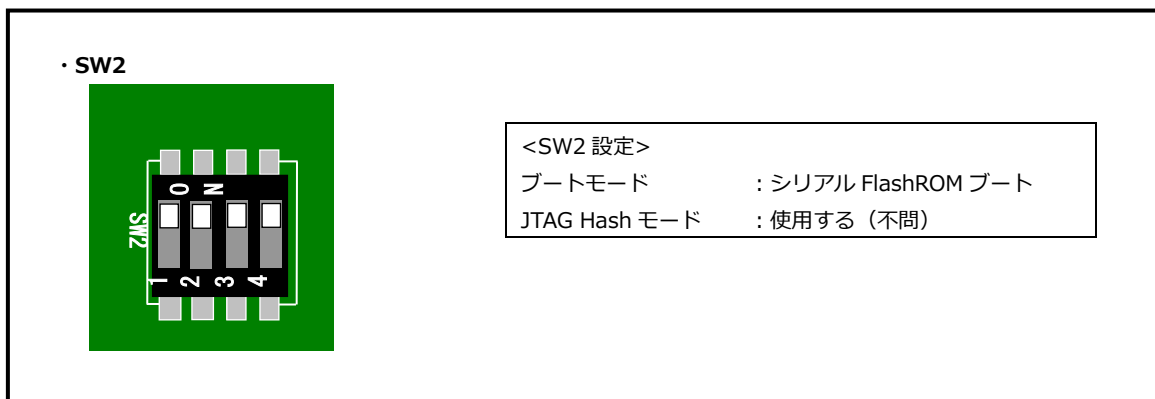 ・SW2
O N
SW2
1 2 3 4
<SW2 設定>
ブートモード ：シリアル FlashROM ブート
JTAG Hash モード ：使用する（不問）